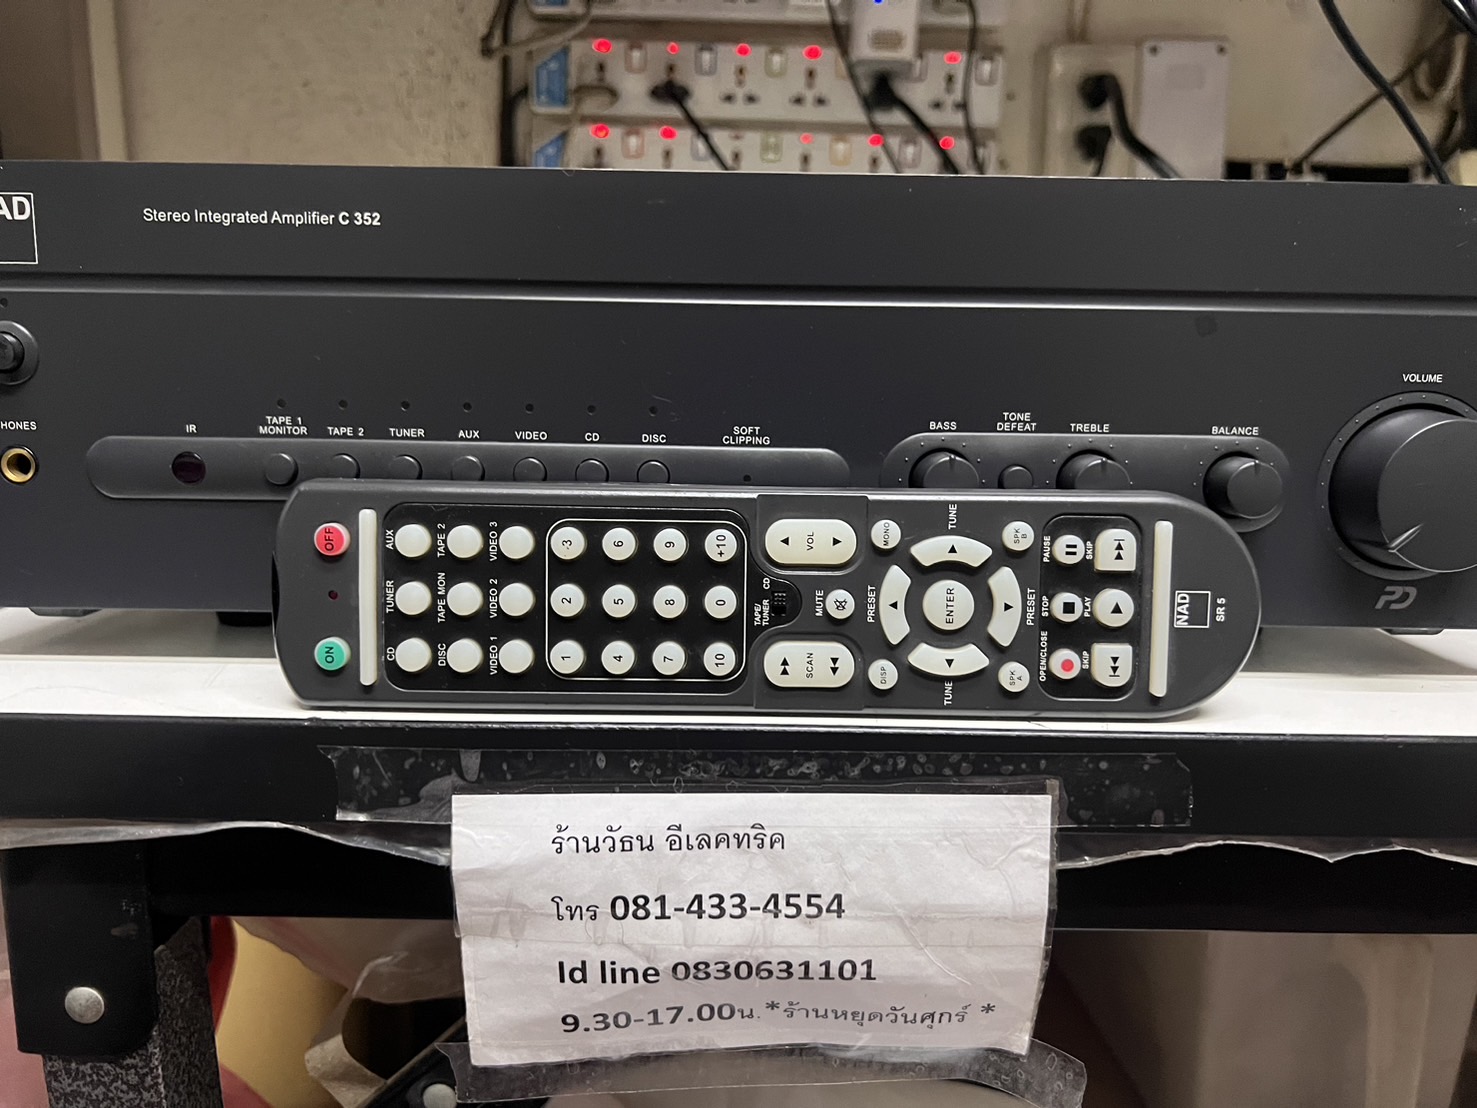 AD
Stereo Integrated Amplifier C 352
VOLUME
HONES
IR
TAPE 1
MONITOR
TAPE 2
TUNER
AUX
VIDEO
CD
DISC
SOFT
CLIPPING
BASS
TONE
DEFEAT
TREBLE
BALANCE
PD
OFF
ON
AUX
TUNER
CD
TAPE 2
TAPE MON
DISC
VIDEO 3
VIDEO 2
VIDEO 1
3
6
9
+10
2
5
8
0
1
4
7
10
VOL
TAPE/
TUNER
CD
SCAN
MONO
MUTE
DISP
TUNE
PRESET
ENTER
PRESET
TUNE
SPK
B
SPK
A
PAUSE
STOP
OPEN/CLOSE
SKIP
PLAY
SKIP
NAD
SR 5
ร้านวัธน อีเลคทริค
โทร 081-433-4554
Id line 0830631101
9.30-17.00น.*ร้านหยุดวันศุกร์ *